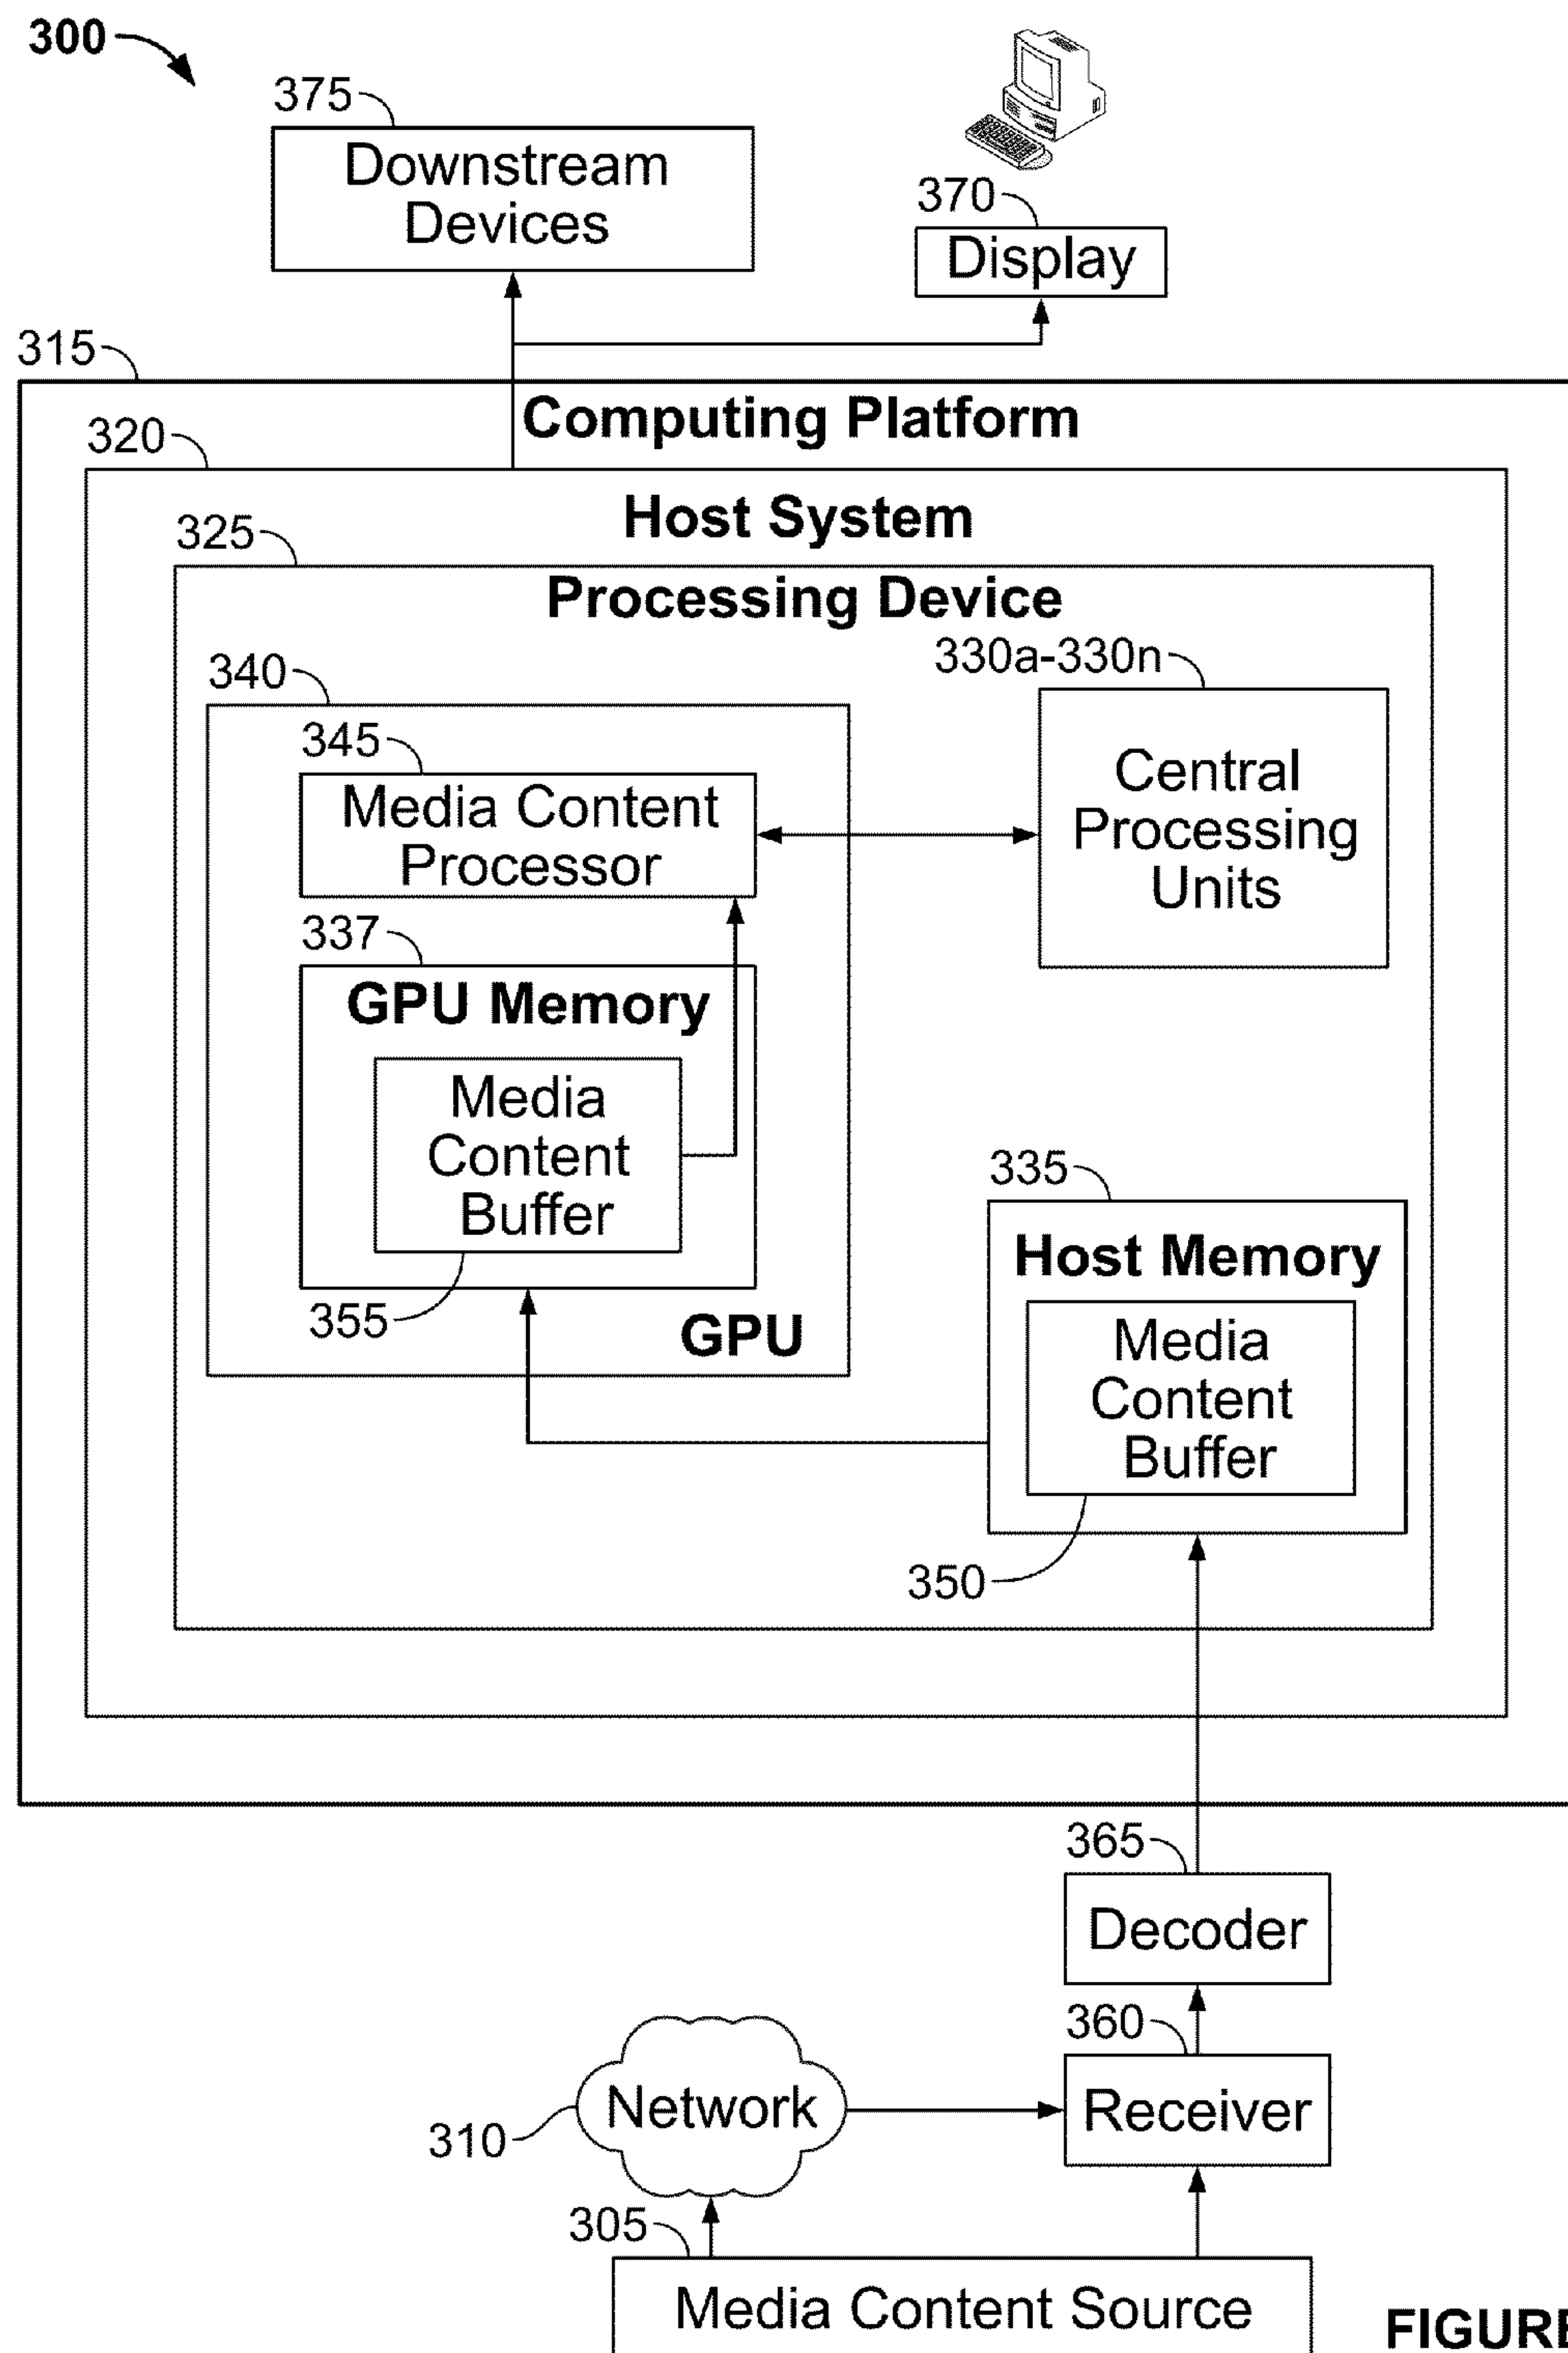 300
375
Downstream
Devices
370
Display
315
Computing Platform
320
Host System
325
Processing Device
330a-330n
340
345
Media Content
Processor
Central
Processing
Units
337
GPU Memory
Media
Content
Buffer
335
Host Memory
355
GPU
Media
Content
Buffer
350
365
Decoder
360
Network
Receiver
310
305
Media Content Source
FIGURE